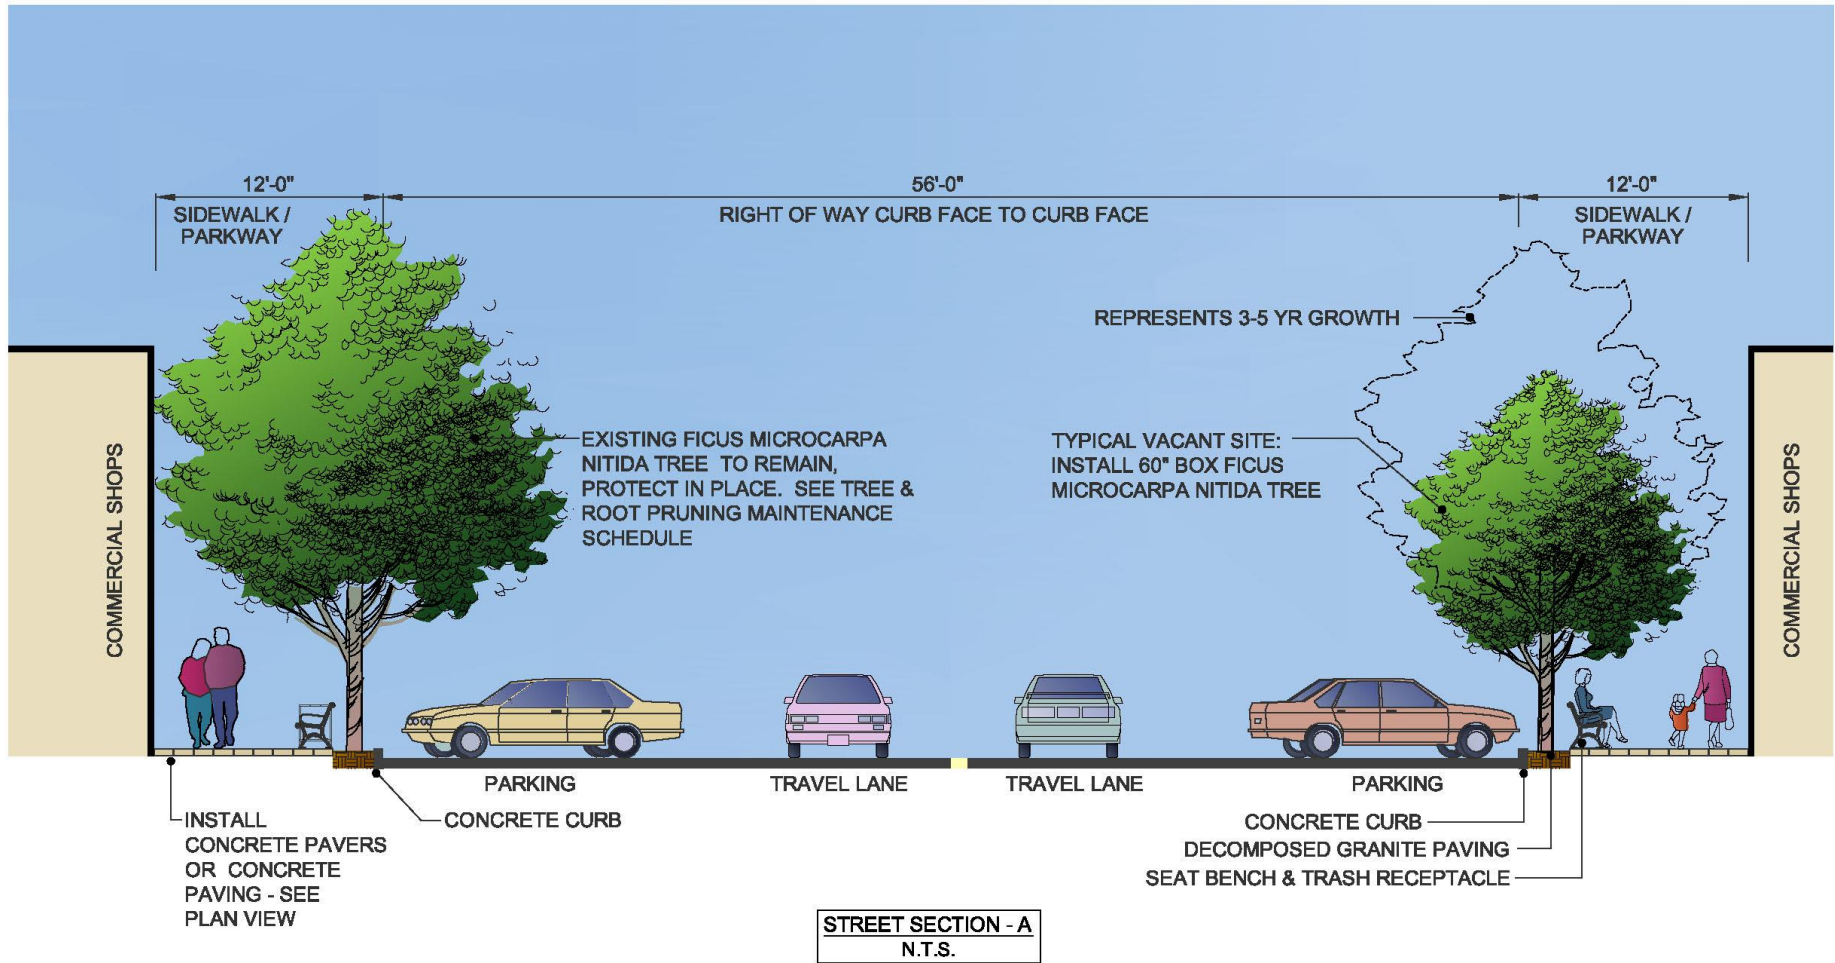 12'-0"
56'-0"
12'-0"
SIDEWALK /
PARKWAY
RIGHT OF WAY CURB FACE TO CURB FACE
SIDEWALK /
PARKWAY
REPRESENTS 3-5 YR GROWTH
COMMERCIAL SHOPS
EXISTING FICUS MICROCARPA
NITIDA TREE TO REMAIN,
PROTECT IN PLACE. SEE TREE &
ROOT PRUNING MAINTENANCE
SCHEDULE
TYPICAL VACANT SITE:
INSTALL 60" BOX FICUS
MICROCARPA NITIDA TREE
COMMERCIAL SHOPS
PARKING
TRAVEL LANE
TRAVEL LANE
PARKING
INSTALL
CONCRETE PAVERS
OR CONCRETE
PAVING - SEE
PLAN VIEW
CONCRETE CURB
CONCRETE CURB
DECOMPOSED GRANITE PAVING
SEAT BENCH & TRASH RECEPTACLE
STREET SECTION - A
N.T.S.